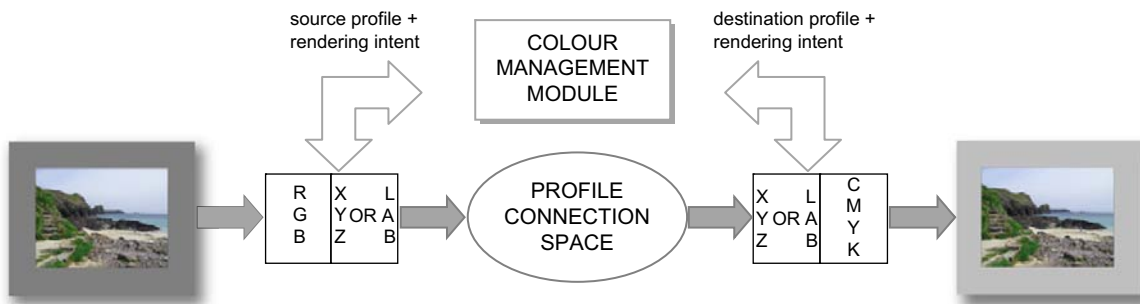 source profile +
rendering intent
COLOUR
MANAGEMENT
MODULE
destination profile +
rendering intent
R
G
B
X
Y
Z
OR
L
A
B
PROFILE
CONNECTION
SPACE
X
Y
Z
OR
L
A
B
C
M
Y
K